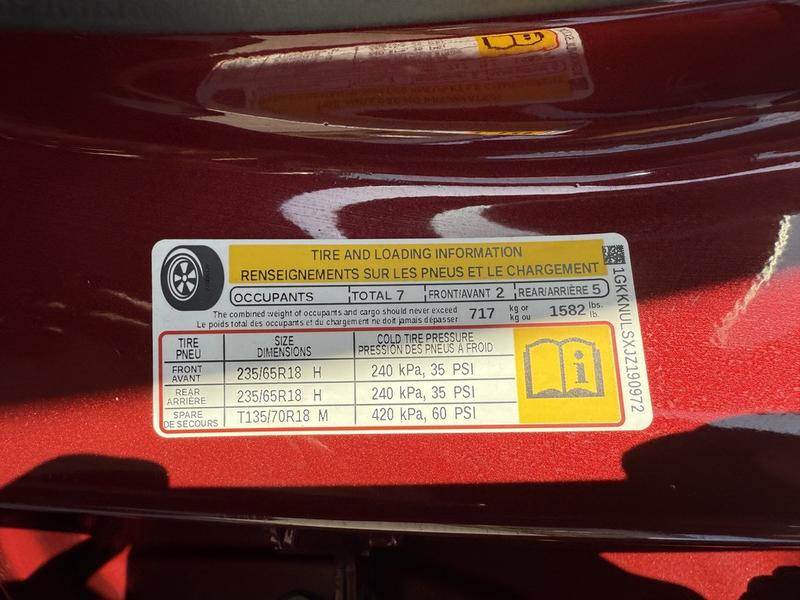 TIRE AND LOADING INFORMATION
RENSEIGNEMENTS SUR LES PNEUS ET LE CHARGEMENT
OCCUPANTS TOTAL 7 FRONT/AVANT 2 REAR/ARRIÈRE 5
The combined weight of occupants and cargo should never exceed 717 kg or 1582 lbs.
Le poids total des occupants et du chargement ne doit jamais dépasser kg ou lb.
TIRE SIZE COLD TIRE PRESSURE
PNEU DIMENSIONS PRESSION DES PNEUS À FROID
FRONT AVANT 235/65R18 H 240 kPa, 35 PSI
REAR ARRIÈRE 235/65R18 H 240 kPa, 35 PSI
SPARE DE SECOURS T135/70R18 M 420 kPa, 60 PSI
1GKKNULSXJZ190972